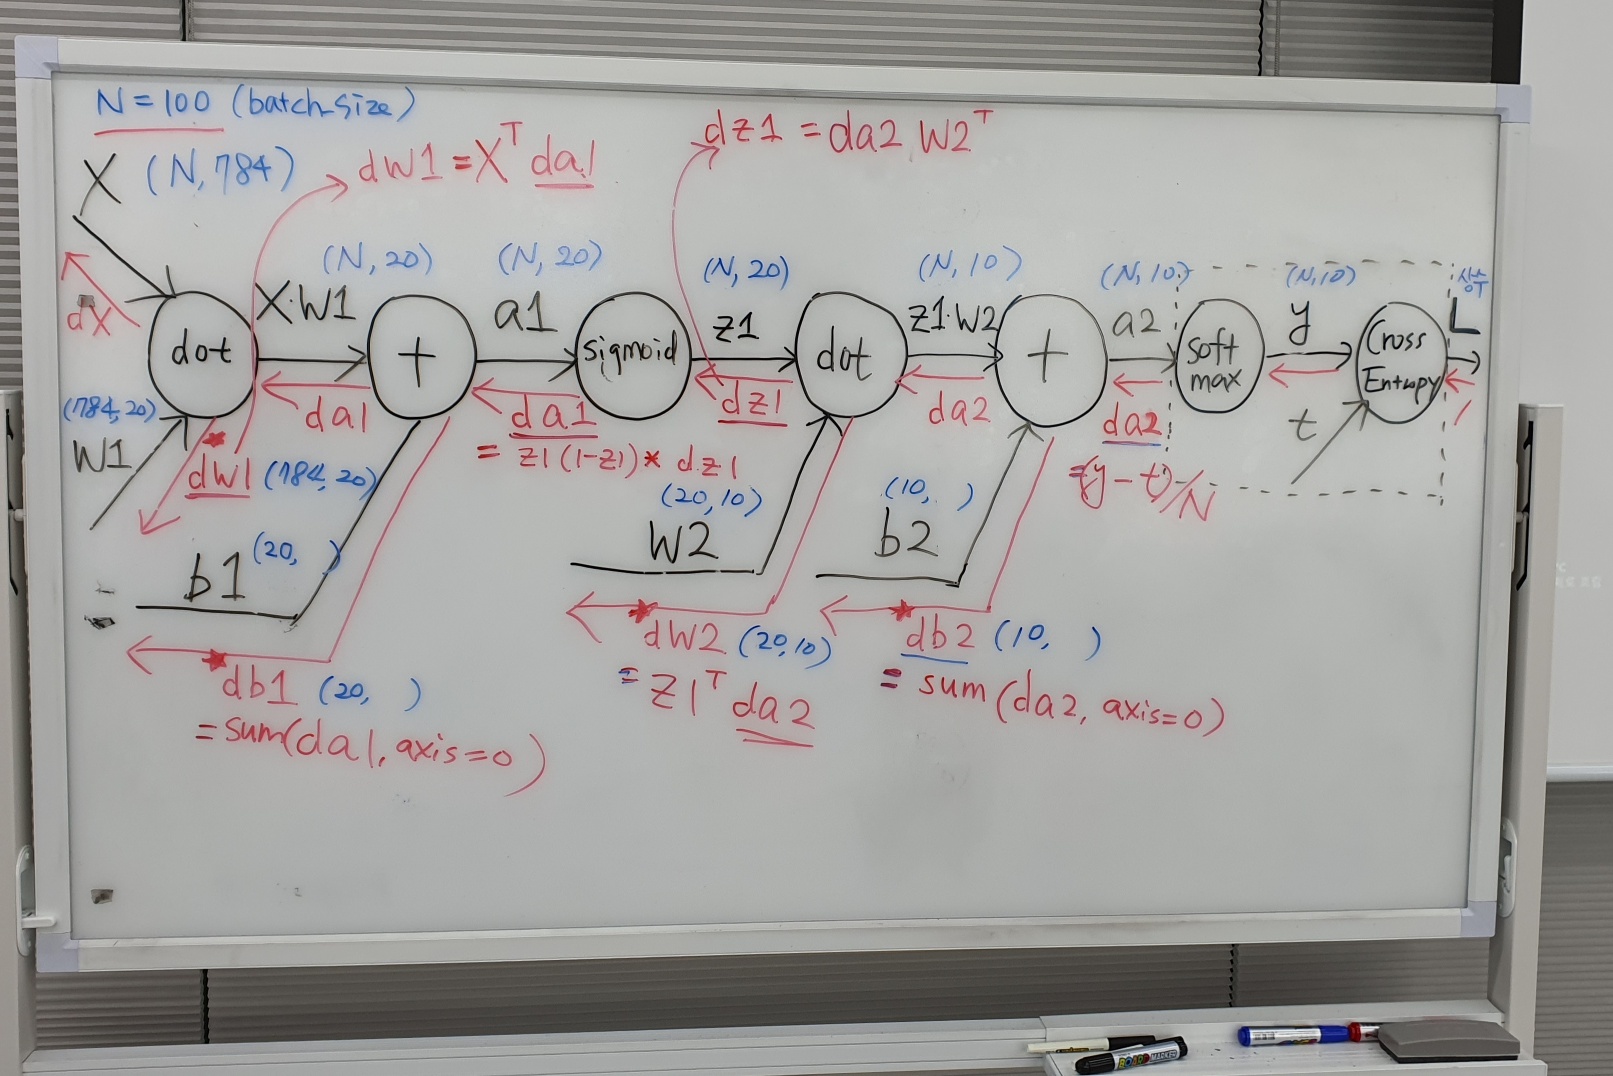 N = 100 (batch_size)
X (N, 784)
dW1 = X^T da1
dz1 = da2 W2^T
(N, 20)
(N, 20)
(N, 20)
(N, 10)
(N, 10)
(N, 10)
dX
dot
X·W1
+
a1
sigmoid
z1
dot
z1·W2
+
a2
soft
max
y
Cross
Entropy
L
da1
da1
= z1(1-z1)* dz1
dz1
da2
da2
= (y - t)/N
t
1
(784, 20)
W1
dW1 (784, 20)
b1 (20, )
(20, 10)
W2
(10, )
b2
db1 (20, )
= sum(da1, axis=0)
dW2 (20, 10)
= Z1^T da2
db2 (10, )
= sum(da2, axis=0)
BOARD MARKER